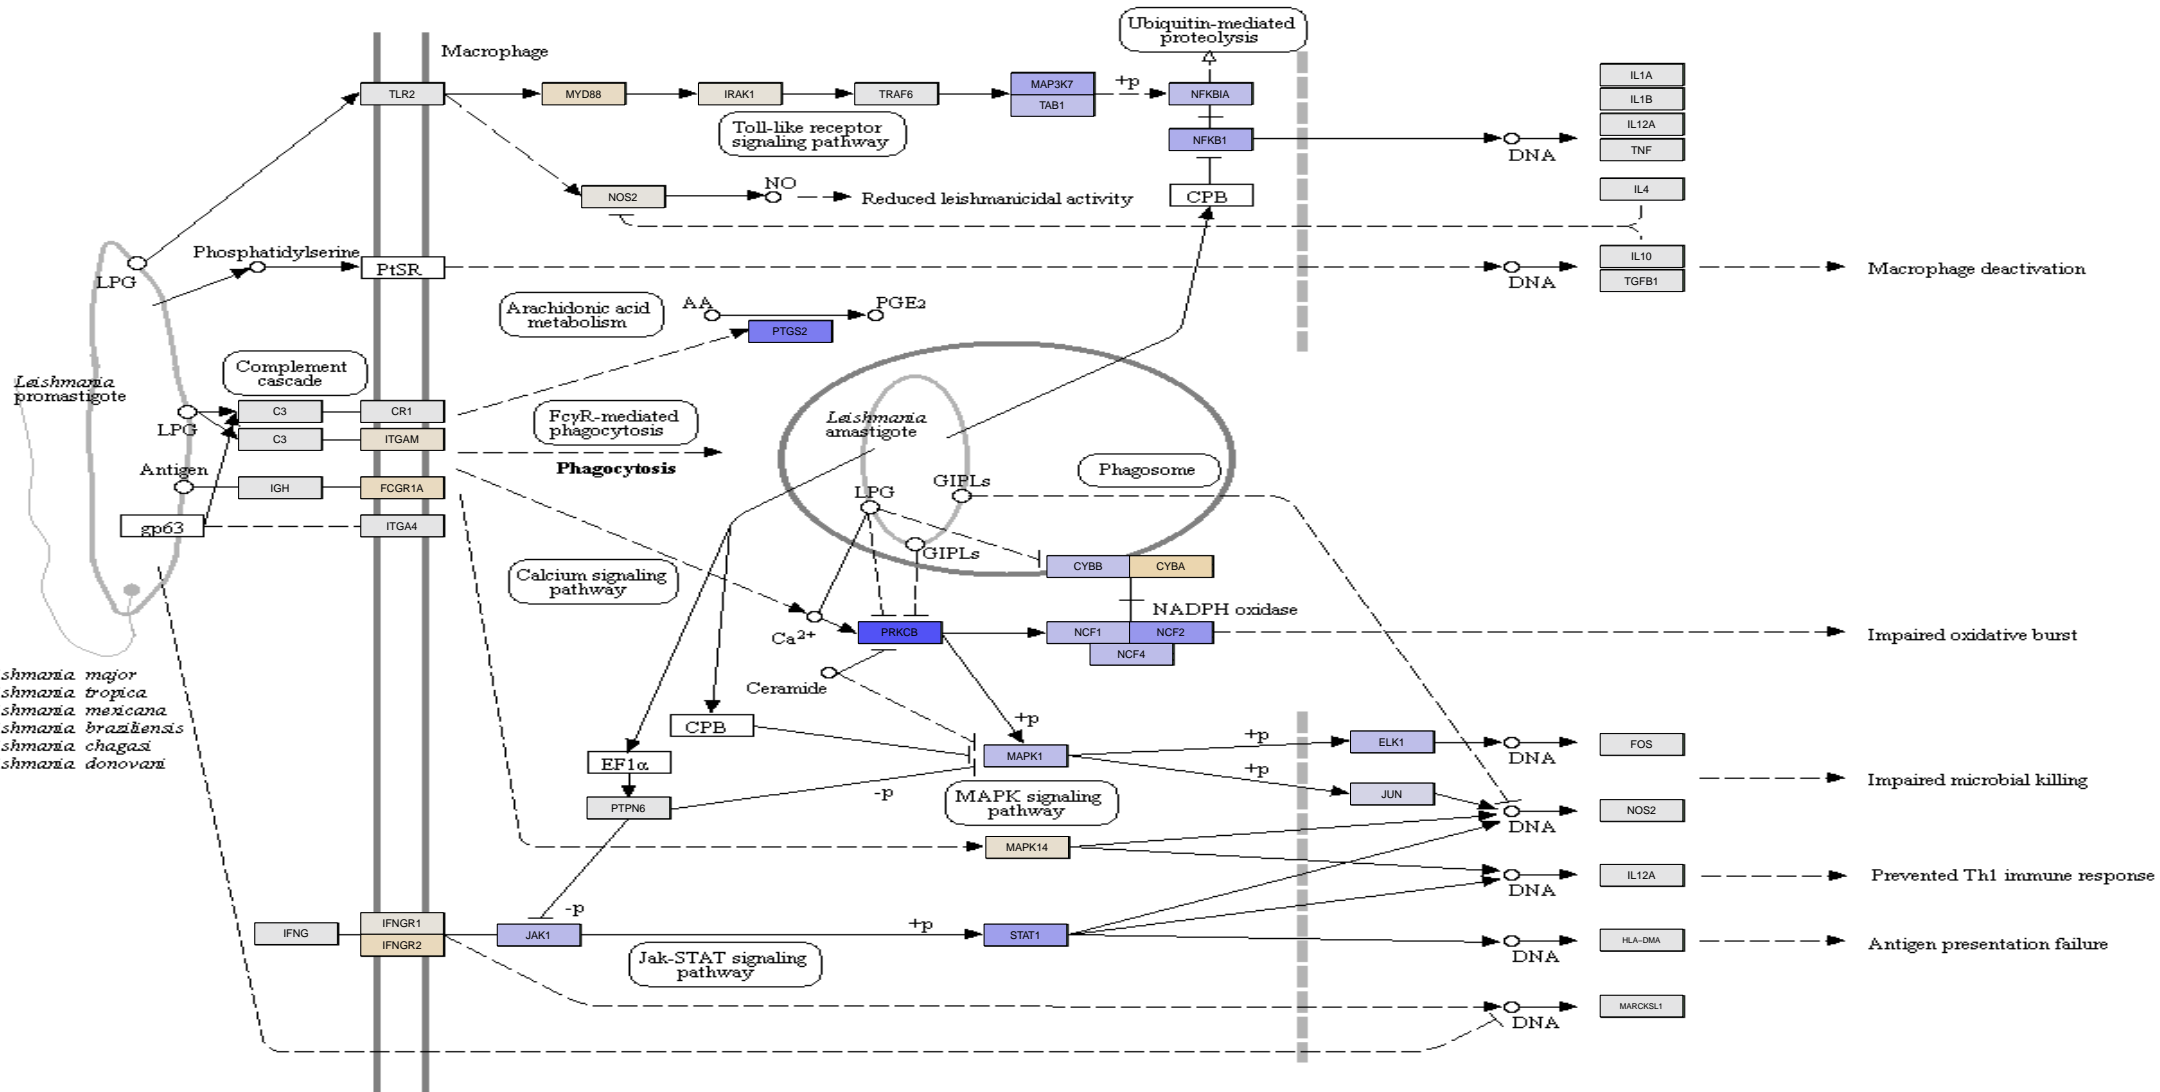 Ubiquitin-mediated
proteolysis
Macrophage
TLR2
MYD88
IRAK1
TRAF6
MAP3K7
TAB1
+p
NFKBIA
IL1A
IL1B
IL12A
TNF
Toll-like receptor
signaling pathway
NFKB1
DNA
NOS2
NO
Reduced leishmanicidal activity
CPB
IL4
Phosphatidylserine
PtSR
LPG
DNA
IL10
TGFB1
Macrophage deactivation
Arachidonic acid
metabolism
AA
PGE2
PTGS2
Complement
cascade
Leishmania
promastigote
C3
CR1
LPG
C3
ITGAM
FcγR-mediated
phagocytosis
Phagocytosis
Leishmania
amastigote
Phagosome
Antigen
IGH
FCGR1A
gp63
ITGA4
LPG
GIPLs
GIPLs
CYBB
CYBA
Calcium signaling
pathway
NADPH oxidase
Ca2+
PRKCB
NCF1
NCF2
NCF4
Impaired oxidative burst
Ceramide
shmania major
shmania tropica
shmania mexicana
shmania braziliensis
shmania chagasi
shmania donovani
CPB
+p
MAPK1
+p
ELK1
DNA
FOS
EF1α
+p
Impaired microbial killing
PTPN6
-p
MAPK signaling
pathway
JUN
DNA
NOS2
MAPK14
DNA
IL12A
Prevented Th1 immune response
IFNG
IFNGR1
IFNGR2
-p
JAK1
+p
STAT1
DNA
HLA-DMA
Antigen presentation failure
Jak-STAT signaling
pathway
DNA
MARCKSL1